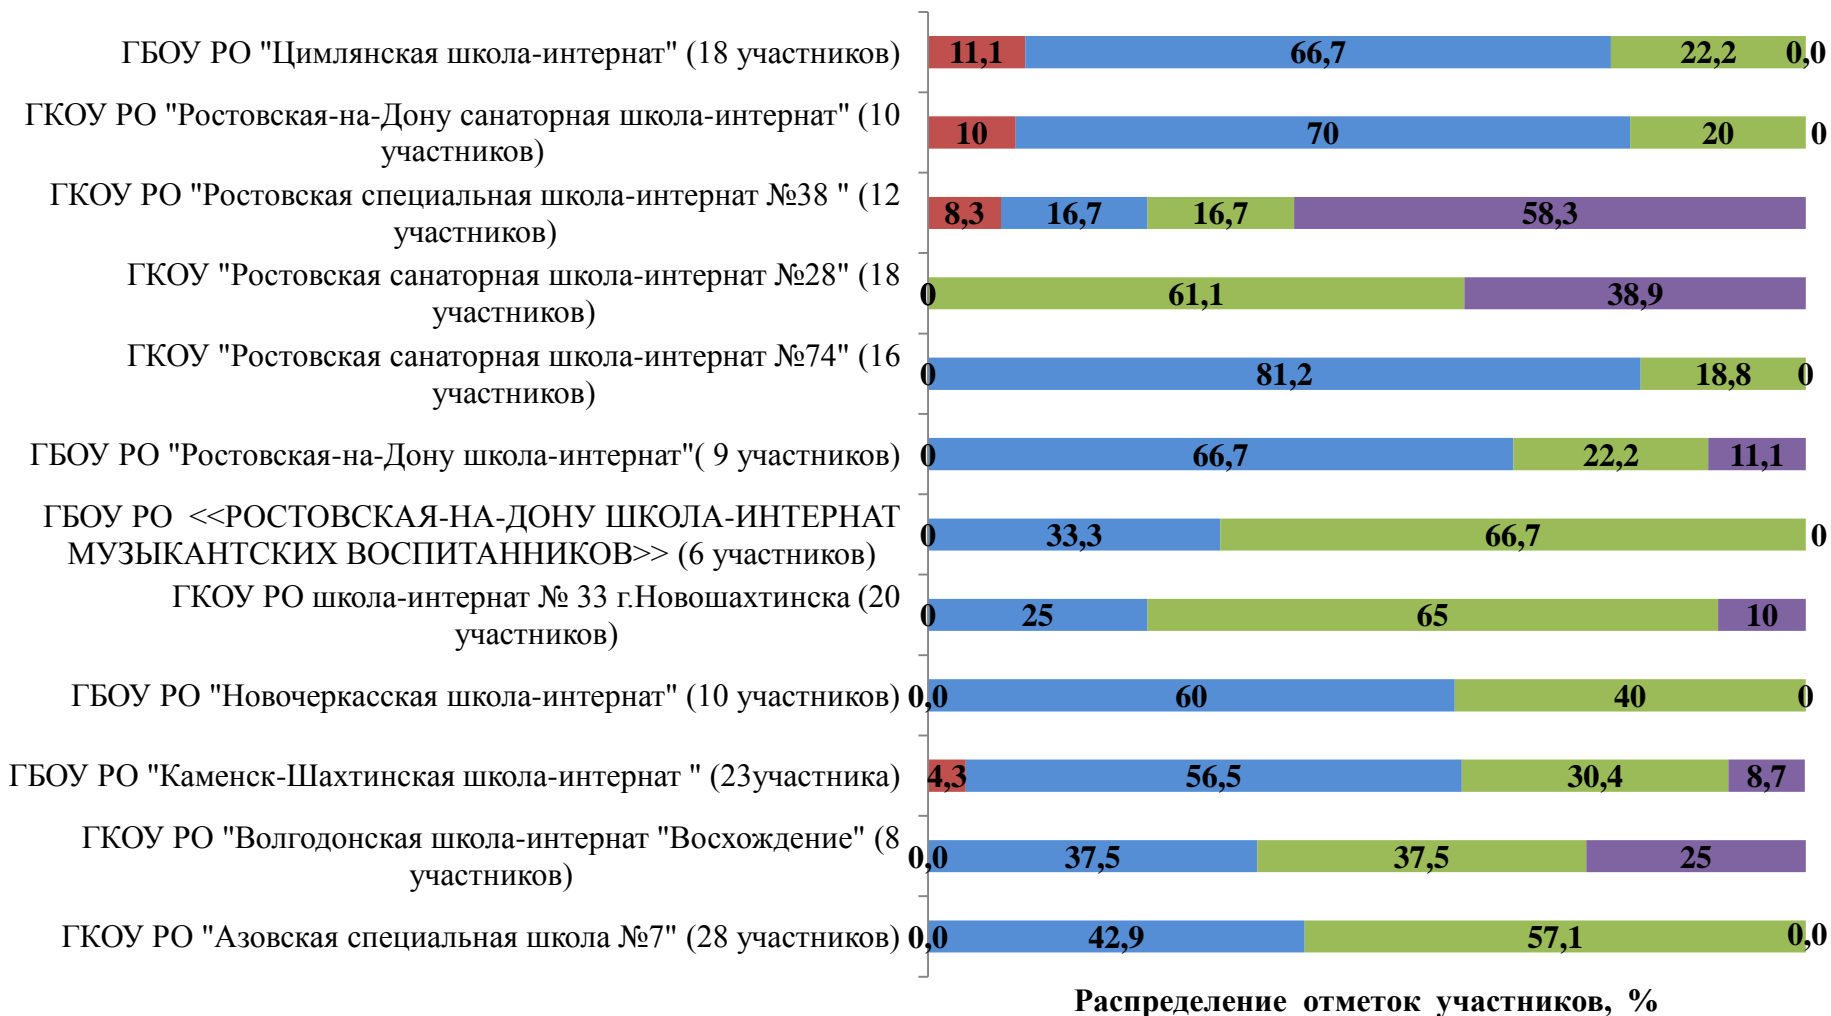 ГБОУ РО "Цимлянская школа-интернат" (18 участников)
11,1 66,7 22,2 0,0
ГКОУ РО "Ростовская-на-Дону санаторная школа-интернат" (10
участников)
10 70 20 0
ГКОУ РО "Ростовская специальная школа-интернат №38 " (12
участников)
8,3 16,7 16,7 58,3
ГКОУ "Ростовская санаторная школа-интернат №28" (18
участников)
0 61,1 38,9
ГКОУ "Ростовская санаторная школа-интернат №74" (16
участников)
0 81,2 18,8 0
ГБОУ РО "Ростовская-на-Дону школа-интернат"( 9 участников)
0 66,7 22,2 11,1
ГБОУ РО <<РОСТОВСКАЯ-НА-ДОНУ ШКОЛА-ИНТЕРНАТ
МУЗЫКАНТСКИХ ВОСПИТАННИКОВ>> (6 участников)
0 33,3 66,7 0
ГКОУ РО школа-интернат № 33 г.Новошахтинска (20
участников)
0 25 65 10
ГБОУ РО "Новочеркасская школа-интернат" (10 участников)
0,0 60 40 0
ГБОУ РО "Каменск-Шахтинская школа-интернат " (23участника)
4,3 56,5 30,4 8,7
ГКОУ РО "Волгодонская школа-интернат "Восхождение" (8
участников)
0,0 37,5 37,5 25
ГКОУ РО "Азовская специальная школа №7" (28 участников)
0,0 42,9 57,1 0,0
Распределение отметок участников, %